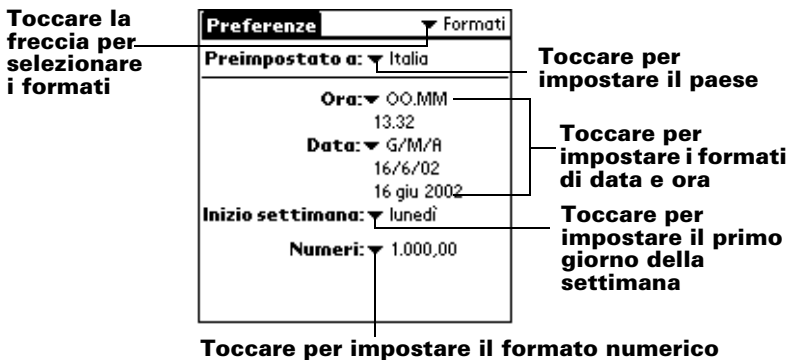 Toccare la
freccia per
selezionare
i formati
Preferenze
Formati
Preimpostato a: Italia
Toccare per
impostare il paese
Ora: OO.MM
13.32
Data: G/M/A
16/6/02
16 giu 2002
Toccare per
impostare i formati
di data e ora
Inizio settimana: lunedì
Toccare per
impostare il primo
giorno della
settimana
Numeri: 1.000,00
Toccare per impostare il formato numerico